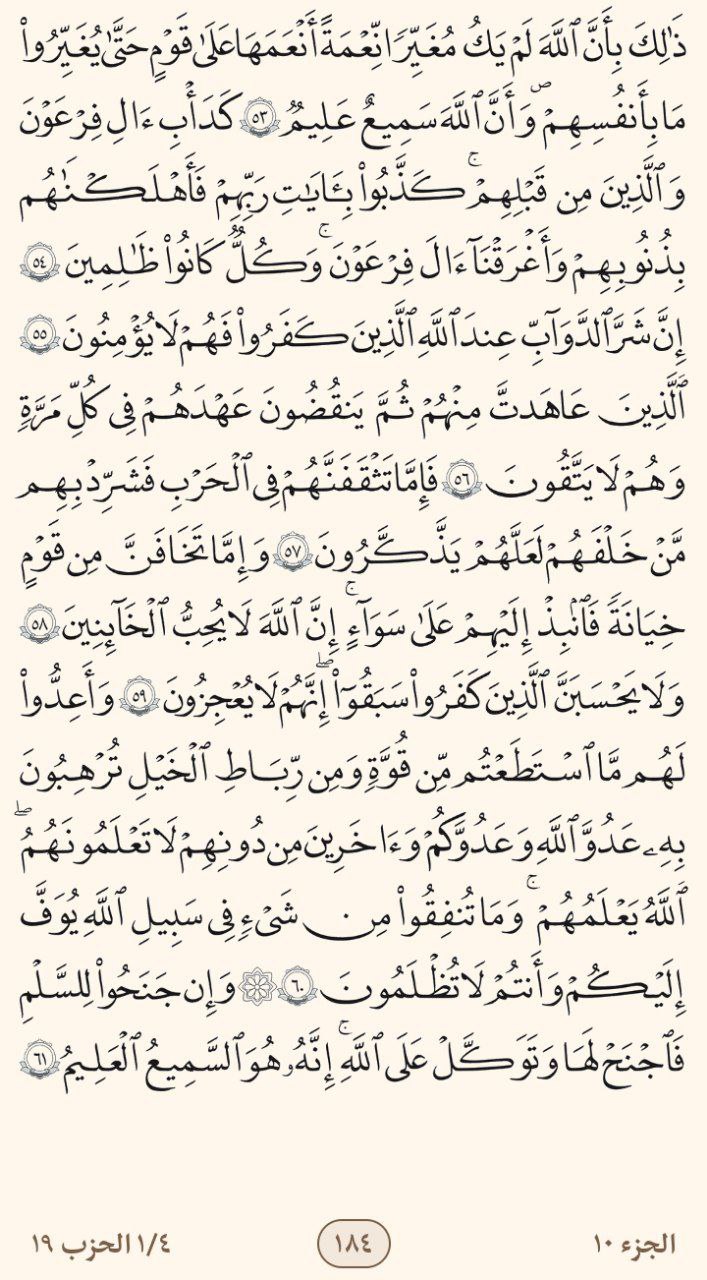 ذَٰلِكَ بِأَنَّ ٱللَّهَ لَمْ يَكُ مُغَيِّرًا نِّعْمَةً أَنْعَمَهَا عَلَىٰ قَوْمٍ حَتَّىٰ يُغَيِّرُوا۟
مَا بِأَنفُسِهِمْ ۙ وَأَنَّ ٱللَّهَ سَمِيعٌ عَلِيمٌ ٥٣ كَدَأْبِ ءَالِ فِرْعَوْنَ
وَٱلَّذِينَ مِن قَبْلِهِمْ ۚ كَذَّبُوا۟ بِـَٔايَـٰتِ رَبِّهِمْ فَأَهْلَكْنَـٰهُم
بِذُنُوبِهِمْ وَأَغْرَقْنَآ ءَالَ فِرْعَوْنَ ۚ وَكُلٌّ كَانُوا۟ ظَـٰلِمِينَ ٥٤
إِنَّ شَرَّ ٱلدَّوَآبِّ عِندَ ٱللَّهِ ٱلَّذِينَ كَفَرُوا۟ فَهُمْ لَا يُؤْمِنُونَ ٥٥
ٱلَّذِينَ عَـٰهَدتَّ مِنْهُمْ ثُمَّ يَنقُضُونَ عَهْدَهُمْ فِى كُلِّ مَرَّةٍ
وَهُمْ لَا يَتَّقُونَ ٥٦ فَإِمَّا تَثْقَفَنَّهُمْ فِى ٱلْحَرْبِ فَشَرِّدْ بِهِم
مَّنْ خَلْفَهُمْ لَعَلَّهُمْ يَذَّكَّرُونَ ٥٧ وَإِمَّا تَخَافَنَّ مِن قَوْمٍ
خِيَانَةً فَٱنۢبِذْ إِلَيْهِمْ عَلَىٰ سَوَآءٍ ۚ إِنَّ ٱللَّهَ لَا يُحِبُّ ٱلْخَآئِنِينَ ٥٨
وَلَا يَحْسَبَنَّ ٱلَّذِينَ كَفَرُوا۟ سَبَقُوٓا۟ ۖ إِنَّهُمْ لَا يُعْجِزُونَ ٥٩ وَأَعِدُّوا۟
لَهُم مَّا ٱسْتَطَعْتُم مِّن قُوَّةٍ وَمِن رِّبَاطِ ٱلْخَيْلِ تُرْهِبُونَ
بِهِۦ عَدُوَّ ٱللَّهِ وَعَدُوَّكُمْ وَءَاخَرِينَ مِن دُونِهِمْ لَا تَعْلَمُونَهُمُ ۖ
ٱللَّهُ يَعْلَمُهُمْ ۚ وَمَا تُنفِقُوا۟ مِن شَىْءٍ فِى سَبِيلِ ٱللَّهِ يُوَفَّ
إِلَيْكُمْ وَأَنتُمْ لَا تُظْلَمُونَ ٦٠ ۞ وَإِن جَنَحُوا۟ لِلسَّلْمِ
فَٱجْنَحْ لَهَا وَتَوَكَّلْ عَلَى ٱللَّهِ ۚ إِنَّهُۥ هُوَ ٱلسَّمِيعُ ٱلْعَلِيمُ ٦١
الجزء ١٠ ١٨٤ ١/٤ الحزب ١٩